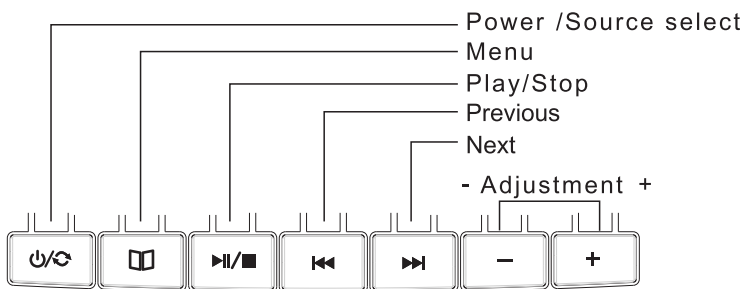 Power /Source select
Menu
Play/Stop
Previous
Next
- Adjustment +